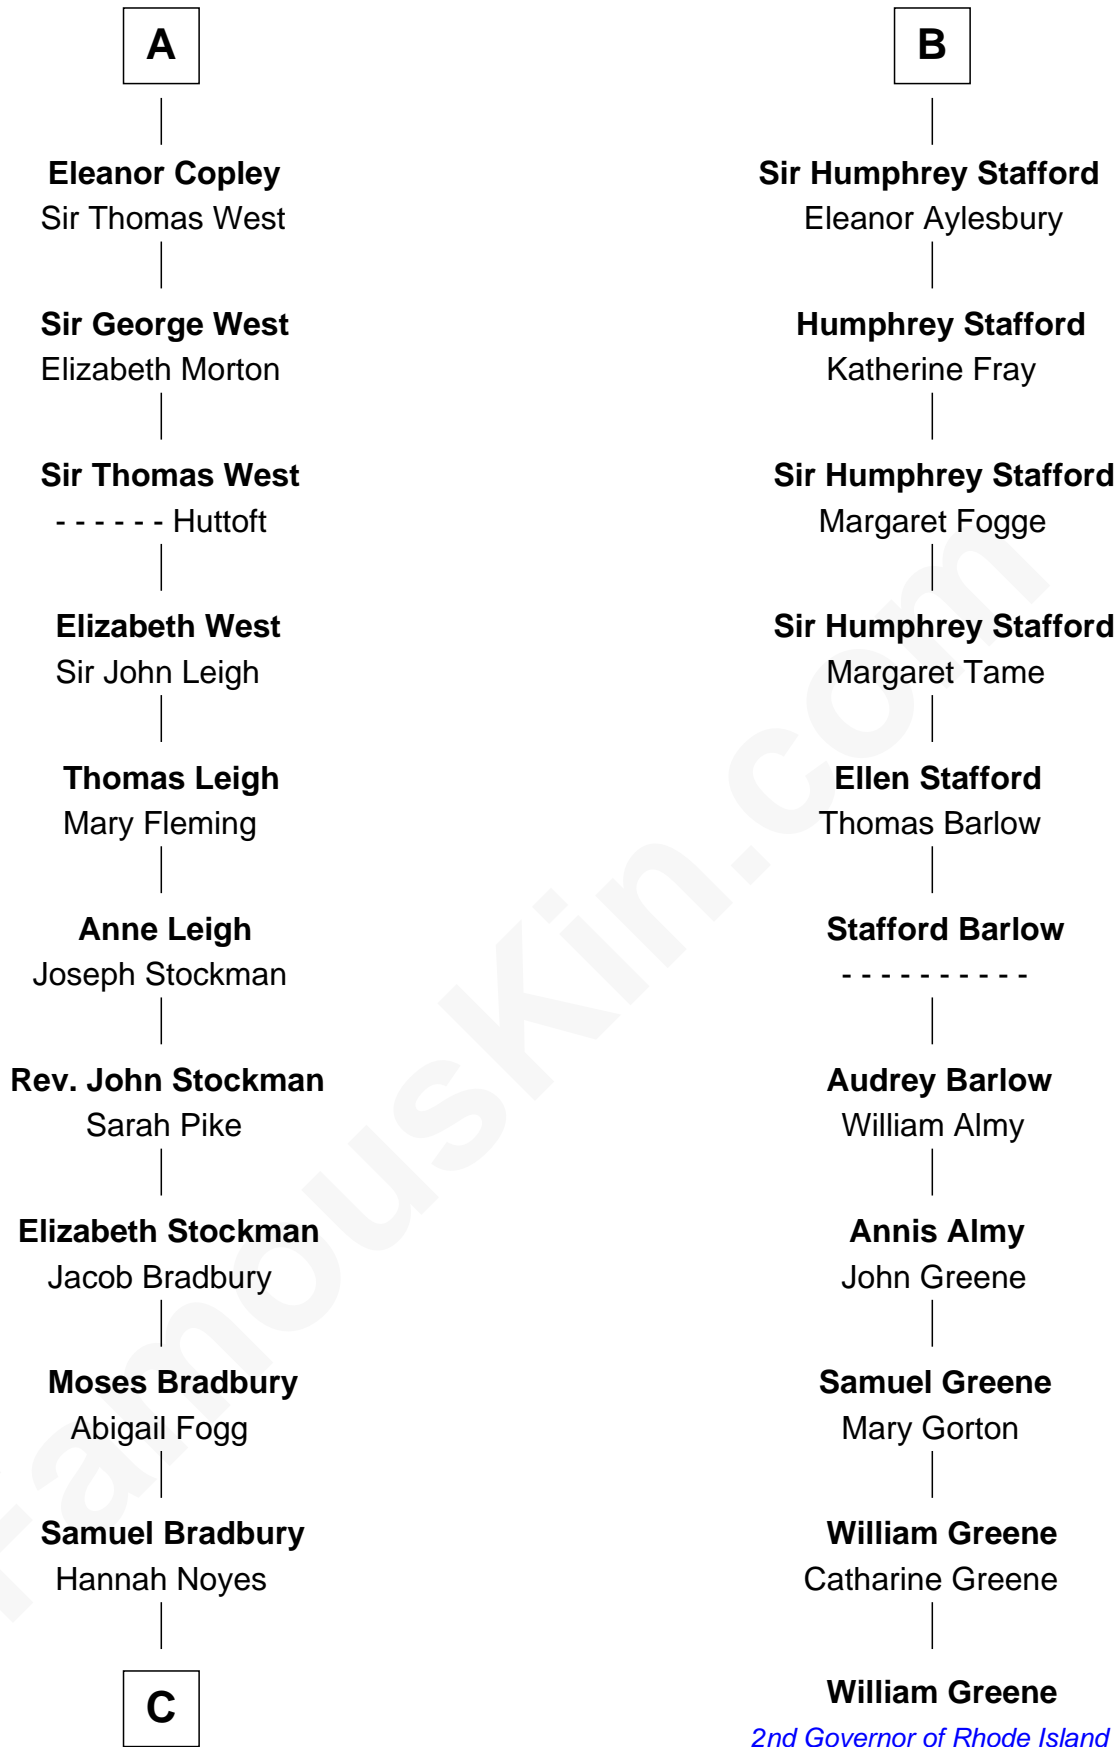 A
Eleanor Copley
Sir Thomas West
Sir George West
Elizabeth Morton
Sir Thomas West
- - - - - - Huttoft
Elizabeth West
Sir John Leigh
Thomas Leigh
Mary Fleming
Anne Leigh
Joseph Stockman
Rev. John Stockman
Sarah Pike
Elizabeth Stockman
Jacob Bradbury
Moses Bradbury
Abigail Fogg
Samuel Bradbury
Hannah Noyes
C
B
Sir Humphrey Stafford
Eleanor Aylesbury
Humphrey Stafford
Katherine Fray
Sir Humphrey Stafford
Margaret Fogge
Sir Humphrey Stafford
Margaret Tame
Ellen Stafford
Thomas Barlow
Stafford Barlow
- - - - - - - - - -
Audrey Barlow
William Almy
Annis Almy
John Greene
Samuel Greene
Mary Gorton
William Greene
Catharine Greene
William Greene
2nd Governor of Rhode Island
FamousKin.com